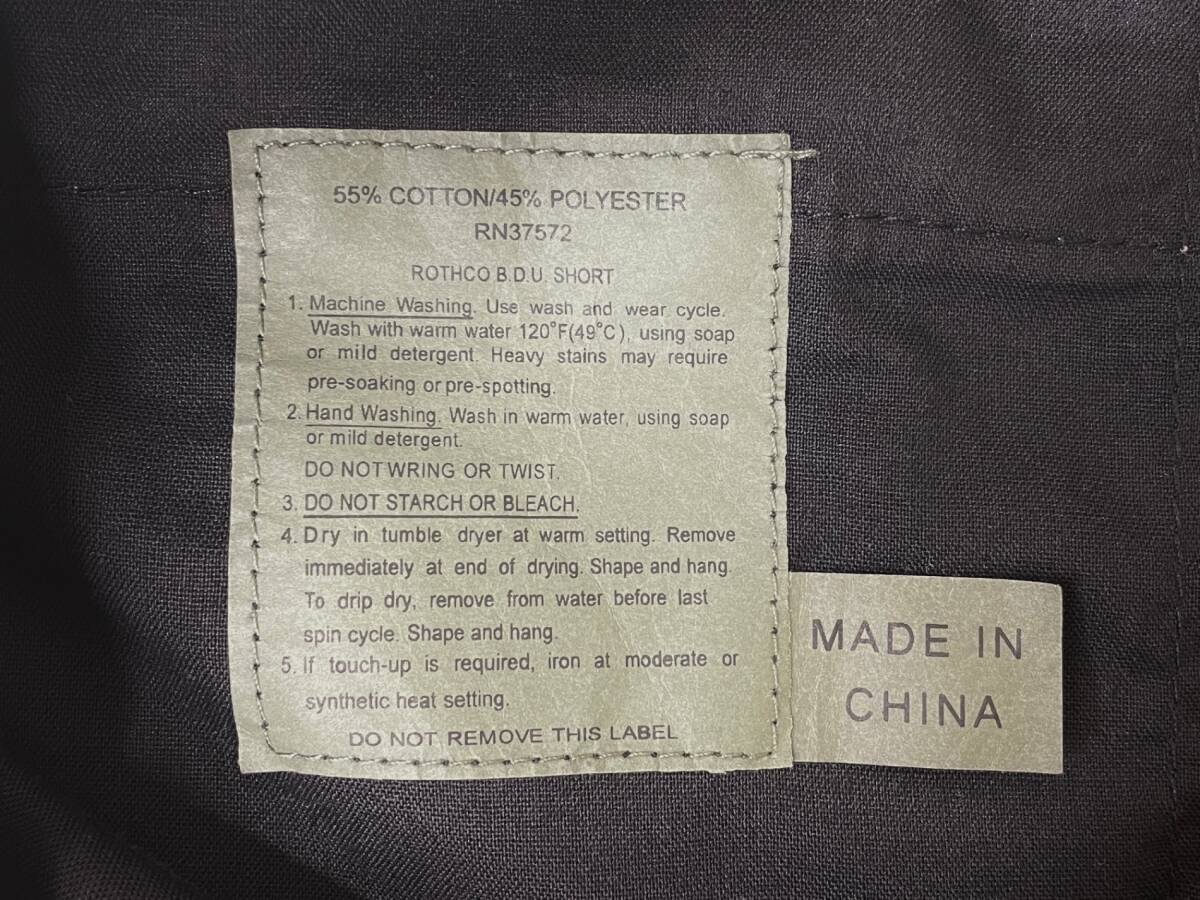 55% COTTON/45% POLYESTER
RN37572
ROTHCO B.D.U. SHORT
1. Machine Washing. Use wash and wear cycle.
Wash with warm water 120°F(49°C), using soap
or mild detergent. Heavy stains may require
pre-soaking or pre-spotting.
2. Hand Washing. Wash in warm water, using soap
or mild detergent.
DO NOT WRING OR TWIST.
3. DO NOT STARCH OR BLEACH.
4. Dry in tumble dryer at warm setting. Remove
immediately at end of drying. Shape and hang.
To drip dry, remove from water before last
spin cycle. Shape and hang.
5. If touch-up is required, iron at moderate or
synthetic heat setting.
DO NOT REMOVE THIS LABEL
MADE IN
CHINA